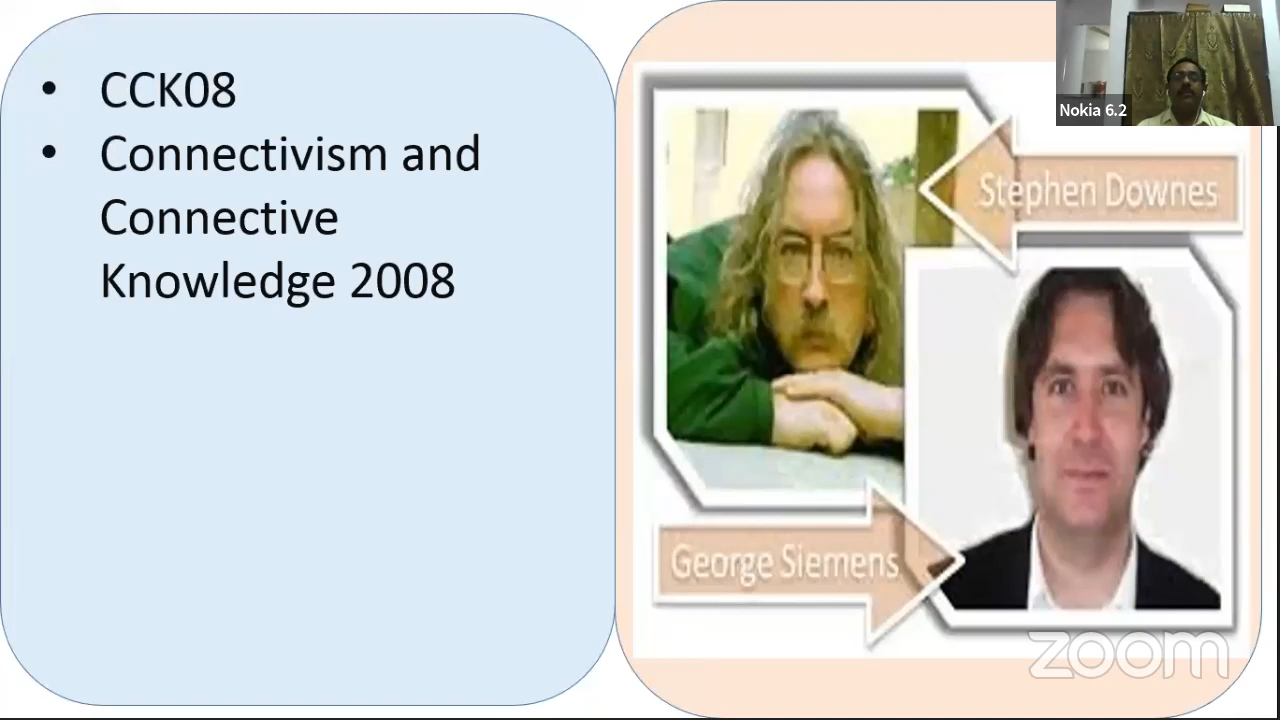 • CCK08
• Connectivism and
Connective
Knowledge 2008
Nokia 6.2
Stephen Downes
George Siemens
zoom